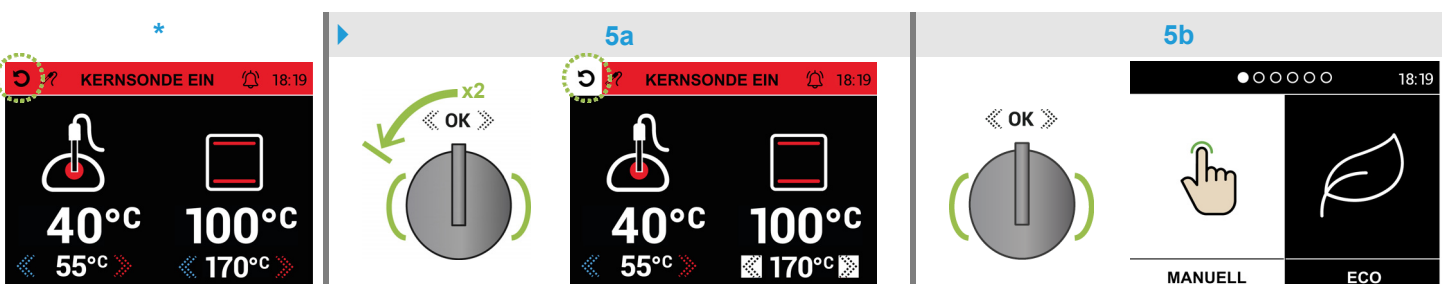 *
5a
5b
KERNSONDE EIN 18:19
40°C 100°C
55°C 170°C
x2
OK
KERNSONDE EIN 18:19
40°C 100°C
55°C 170°C
OK
18:19
MANUELL ECO